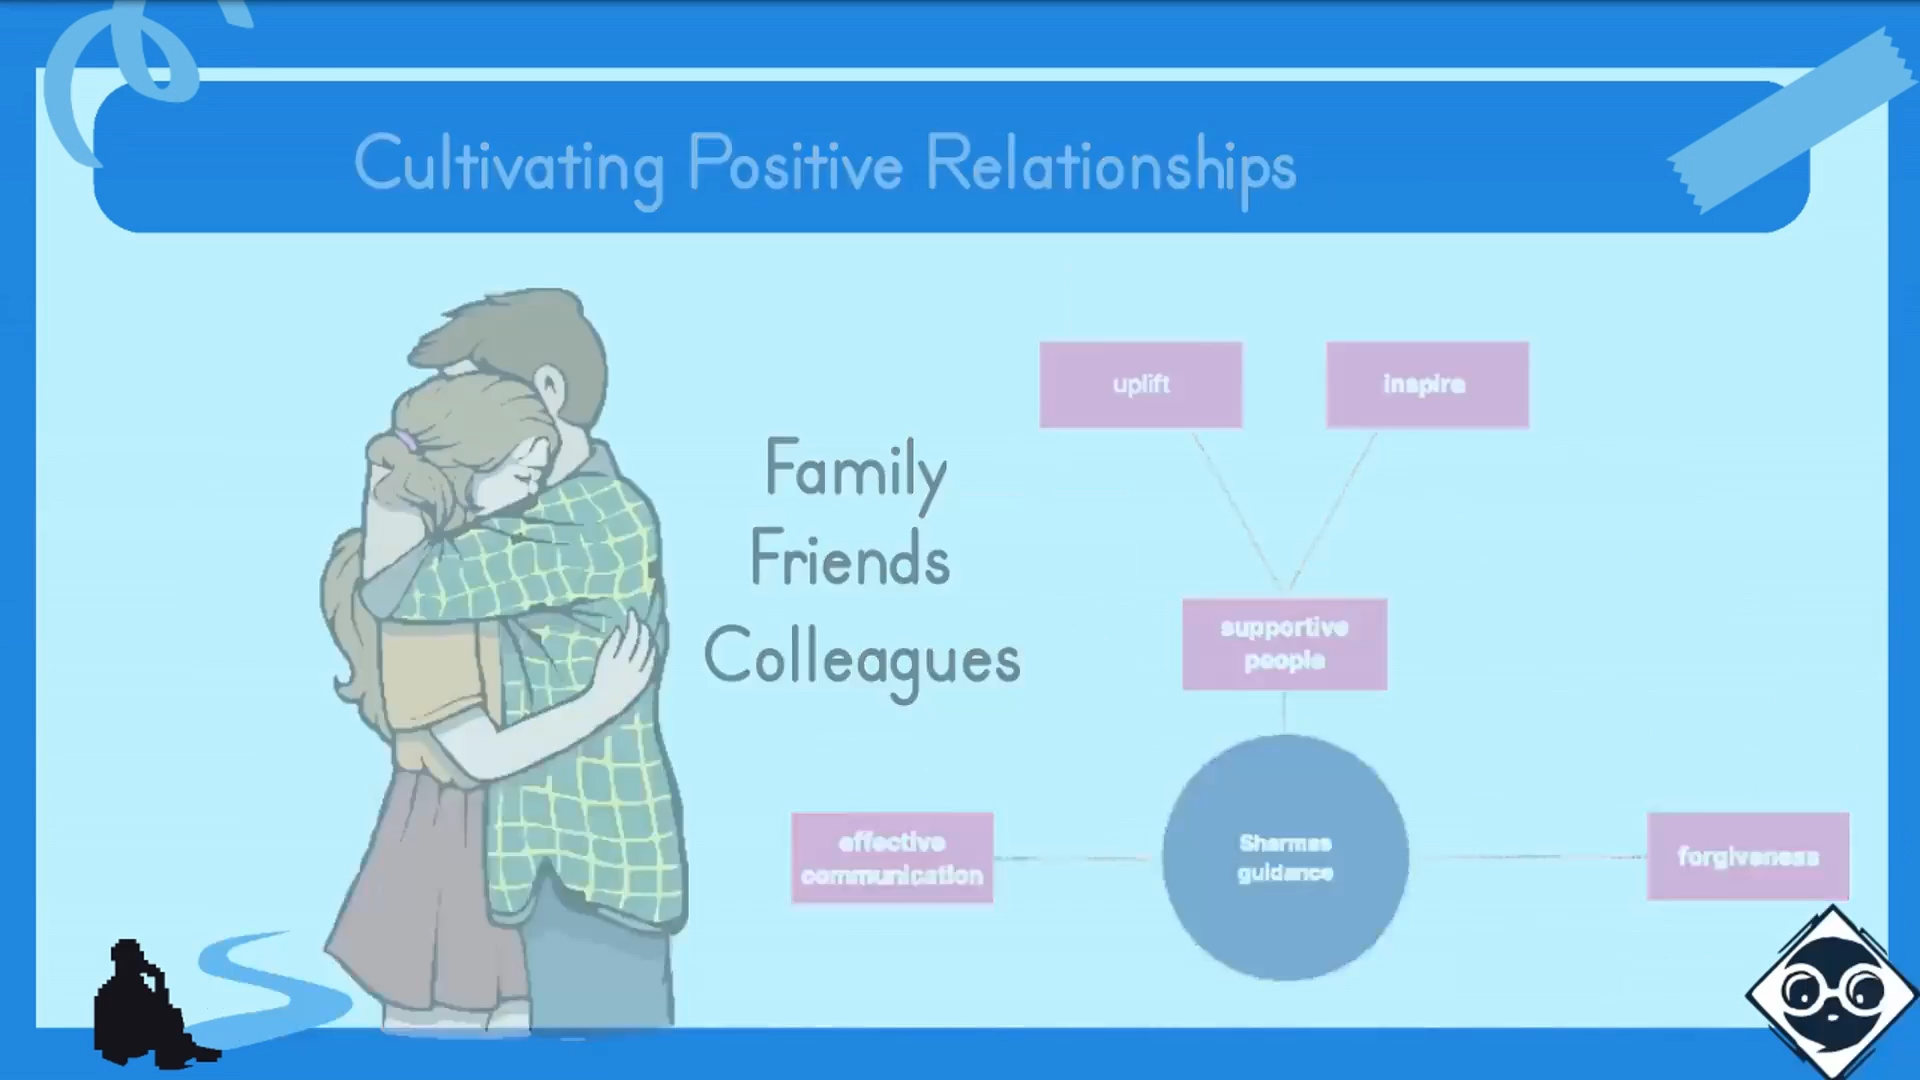 Cultivating Positive Relationships
Family
Friends
Colleagues
uplift
inspire
supportive
people
effective
communication
Sharmas
guidance
forgiveness